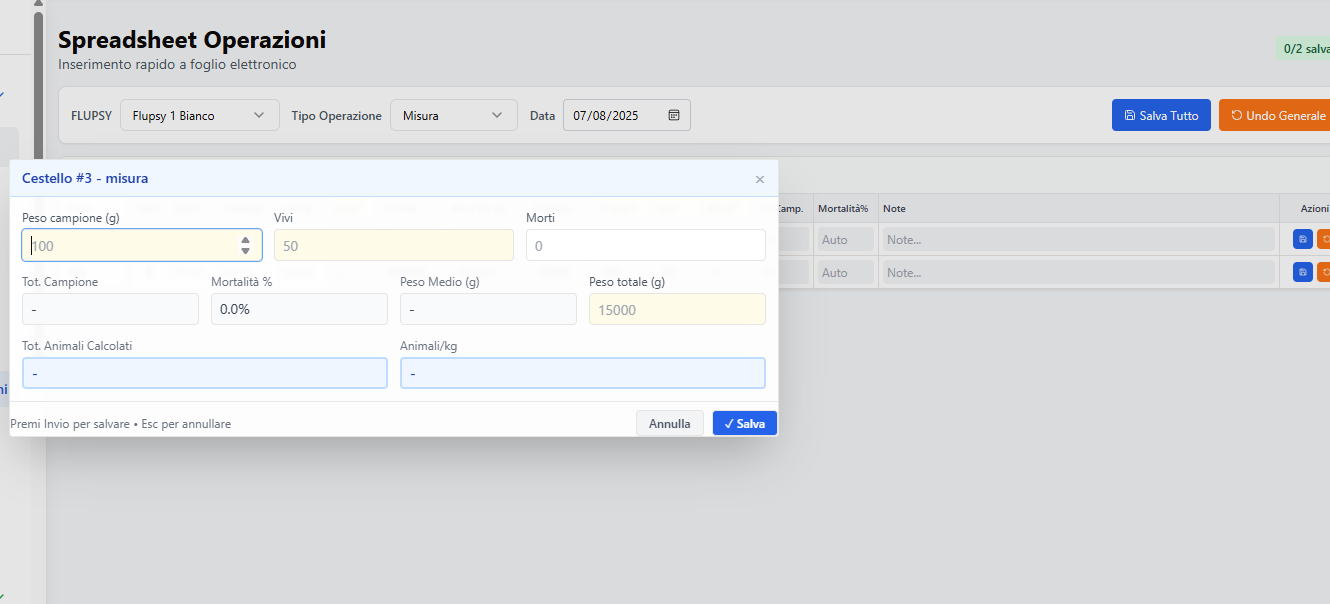 Spreadsheet Operazioni
Inserimento rapido a foglio elettronico
0/2 salva
FLUPSY Flupsy 1 Bianco Tipo Operazione Misura Data 07/08/2025 Salva Tutto Undo Generale
Cestello #3 - misura ×
Camp. Mortalità% Note Azioni
Peso campione (g) Vivi Morti
100 50 0
Auto Note...
Tot. Campione Mortalità % Peso Medio (g) Peso totale (g)
Auto Note...
- 0.0% - 15000
Tot. Animali Calcolati Animali/kg
- -
Premi Invio per salvare • Esc per annullare Annulla ✓ Salva